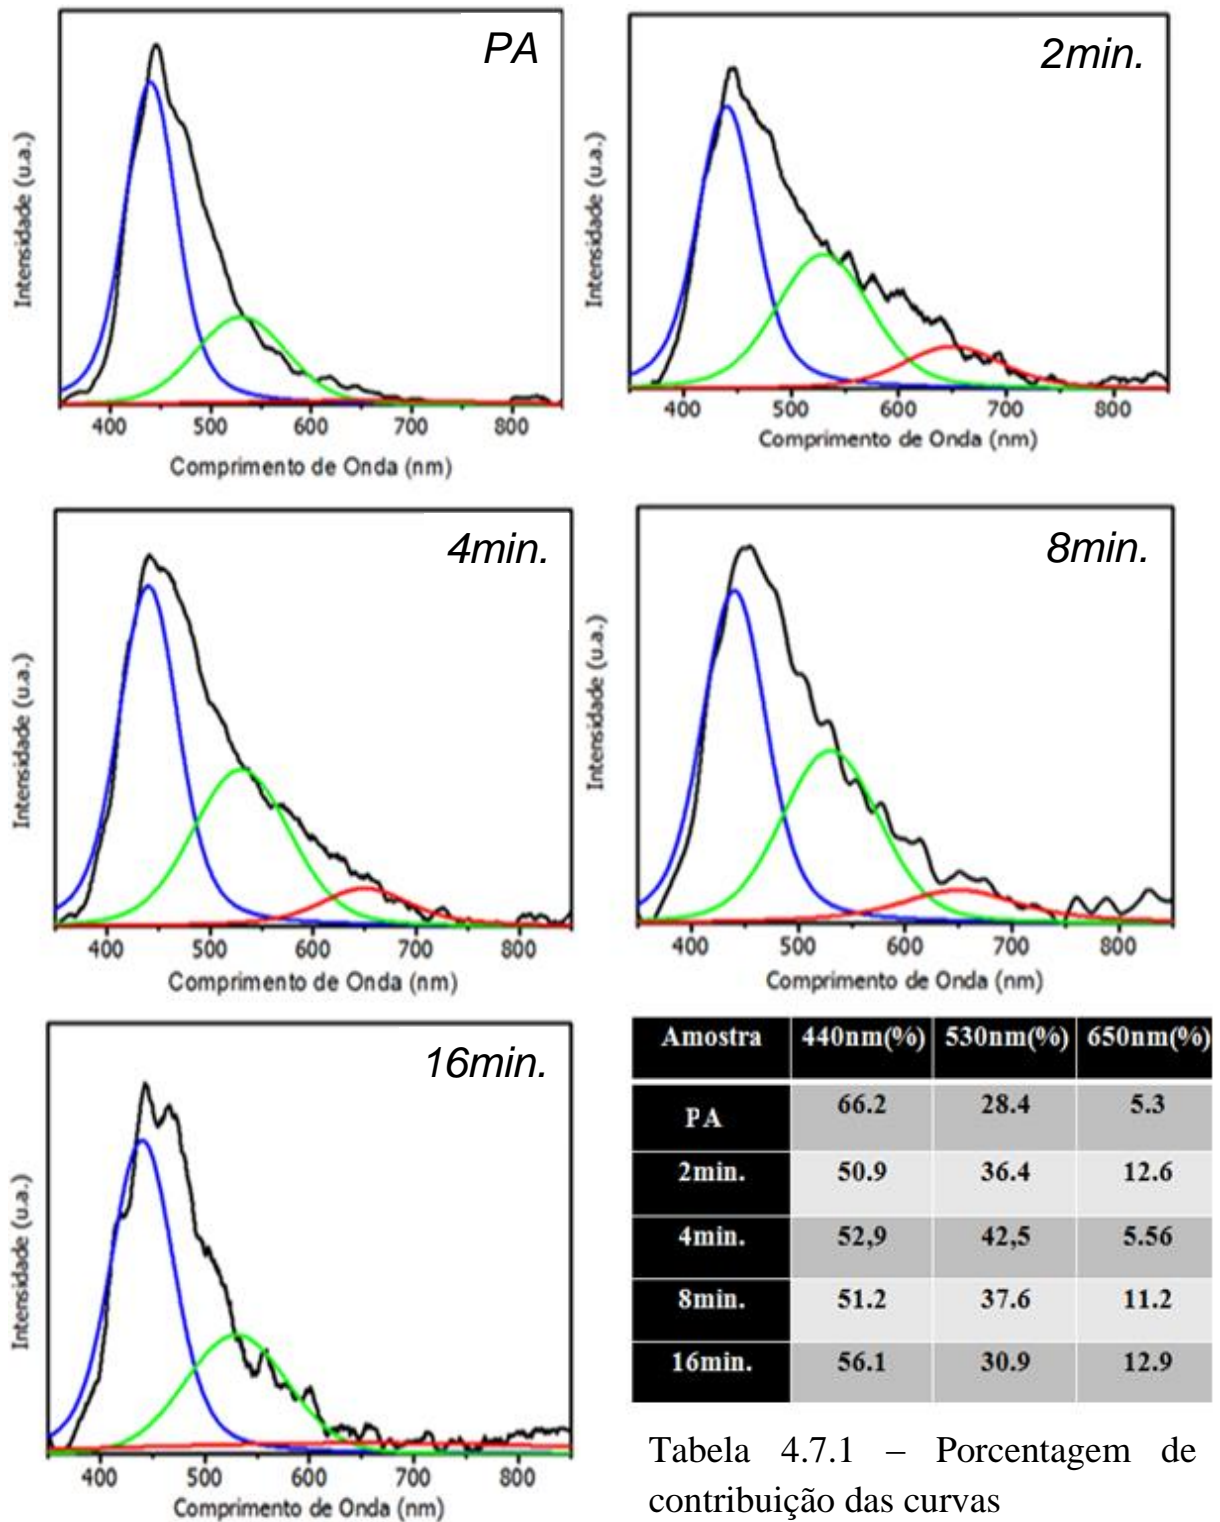 PA
Intensidade (u.a.)
400 500 600 700 800
Comprimento de Onda (nm)
2min.
Intensidade (u.a.)
400 500 600 700 800
Comprimento de Onda (nm)
4min.
Intensidade (u.a.)
400 500 600 700 800
Comprimento de Onda (nm)
8min.
Intensidade (u.a.)
400 500 600 700 800
Comprimento de Onda (nm)
16min.
Intensidade (u.a.)
400 500 600 700 800
Comprimento de Onda (nm)
Amostra 440nm(%) 530nm(%) 650nm(%)
PA 66.2 28.4 5.3
2min. 50.9 36.4 12.6
4min. 52,9 42,5 5.56
8min. 51.2 37.6 11.2
16min. 56.1 30.9 12.9
Tabela 4.7.1 – Porcentagem de
contribuição das curvas